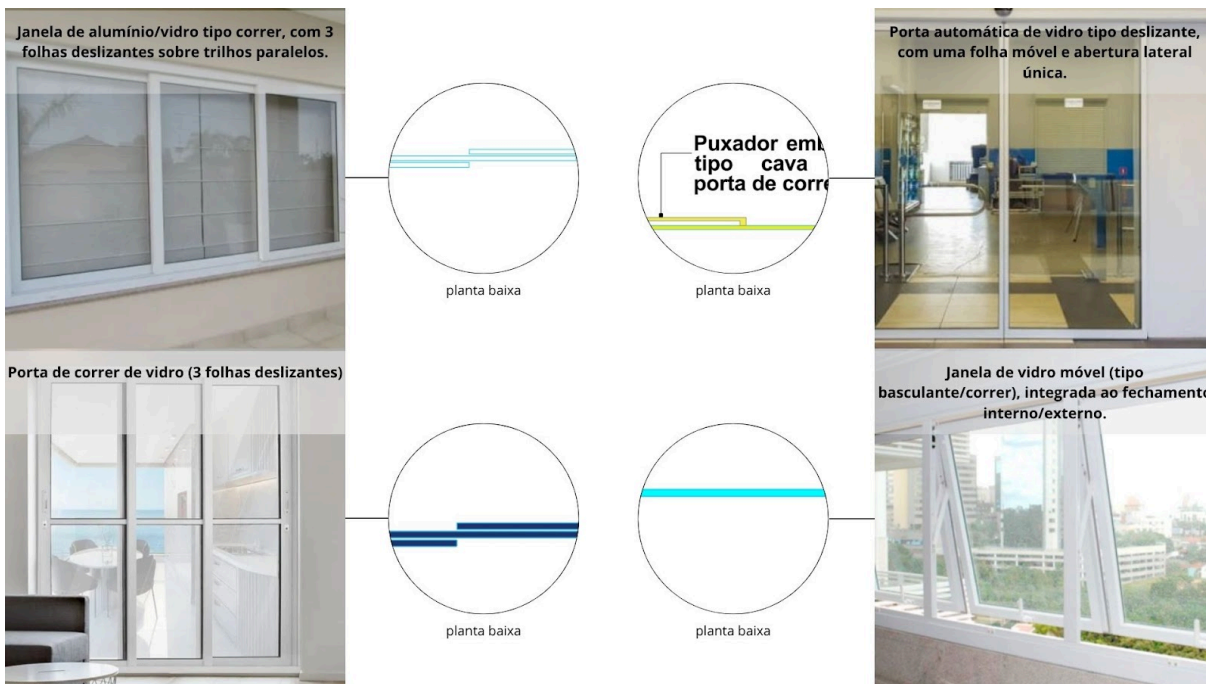 Janela de alumínio/vidro tipo correr, com 3
folhas deslizantes sobre trilhos paralelos.
planta baixa
Puxador emb
tipo cava
porta de corre
planta baixa
Porta automática de vidro tipo deslizante,
com uma folha móvel e abertura lateral
única.
Porta de correr de vidro (3 folhas deslizantes)
planta baixa
planta baixa
Janela de vidro móvel (tipo
basculante/correr), integrada ao fechamento
interno/externo.